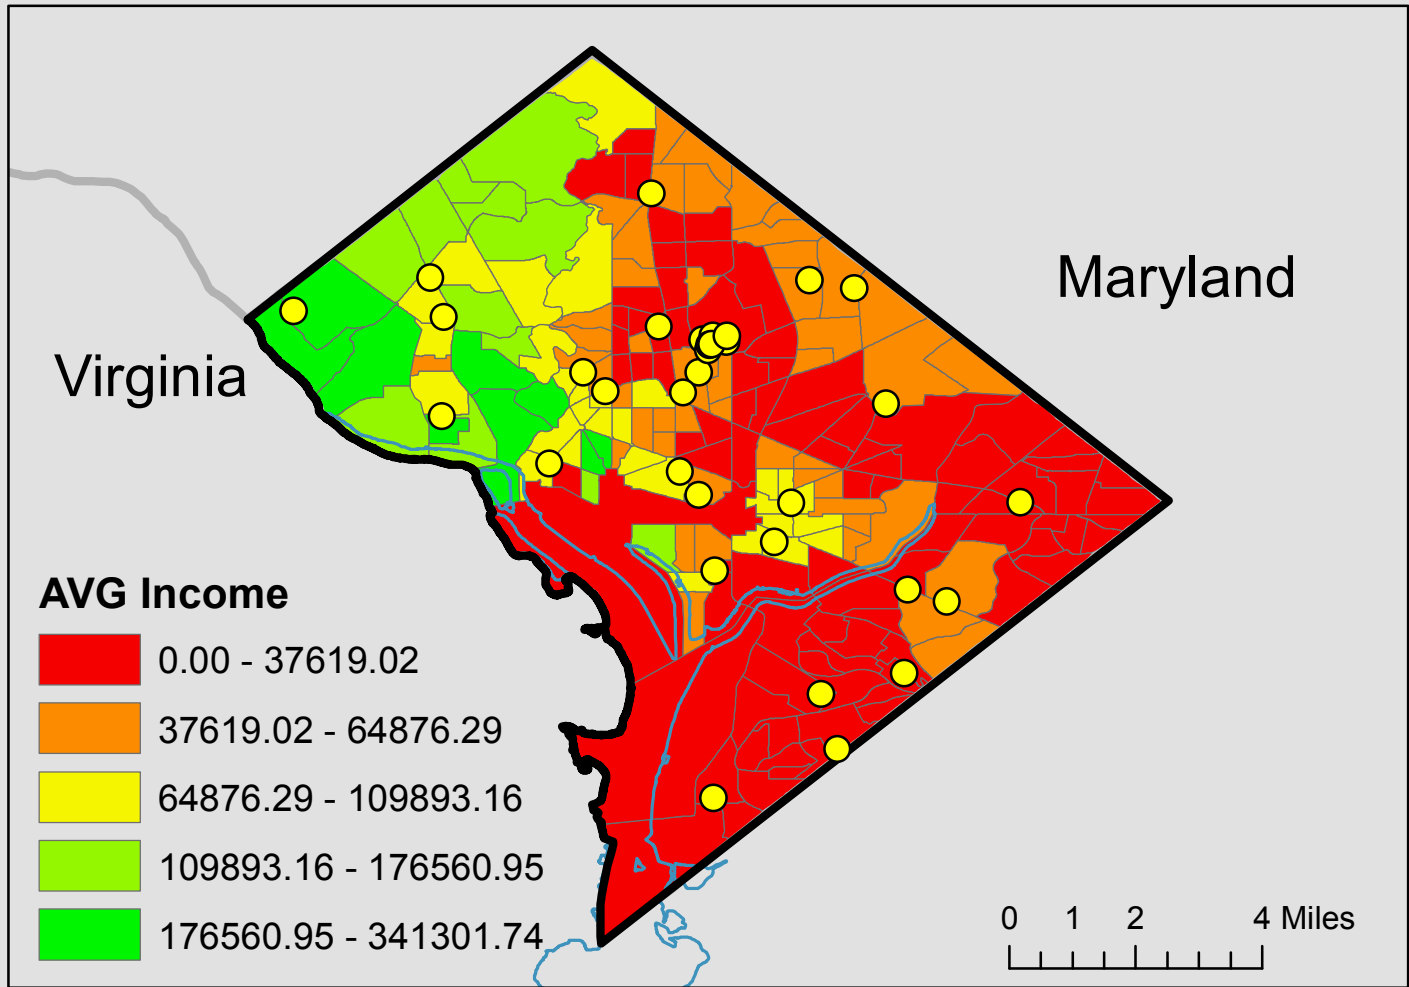 Maryland
Virginia
AVG Income
0.00 - 37619.02
37619.02 - 64876.29
64876.29 - 109893.16
109893.16 - 176560.95
176560.95 - 341301.74
0 1 2 4 Miles